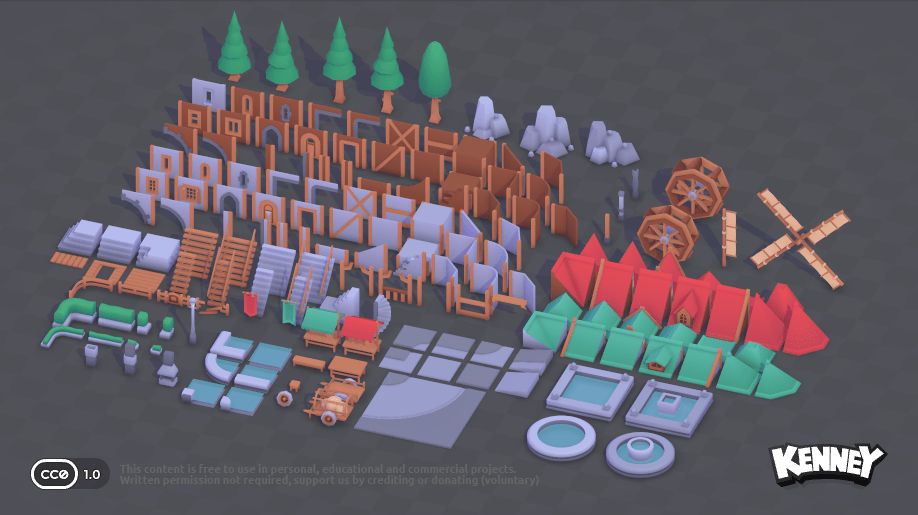 CC0 1.0
This content is free to use in personal, educational and commercial projects.
Written permission not required, support us by crediting or donating (voluntary)
KENNEY